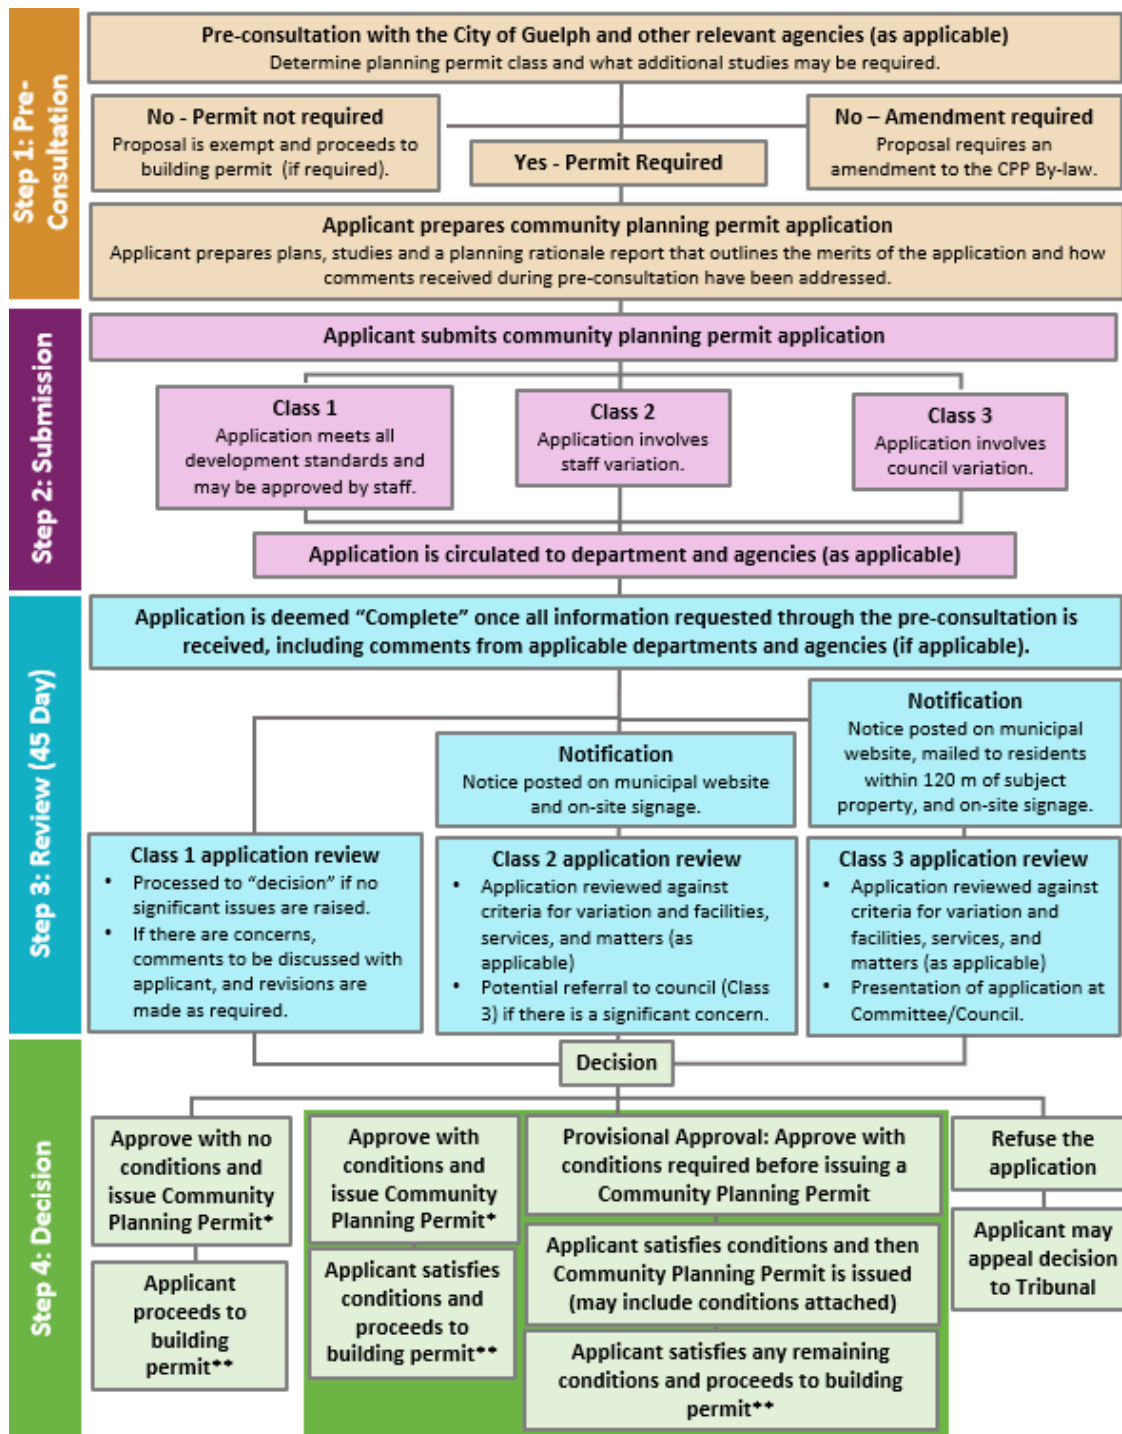 Step 1: Pre-
Consultation
Pre-consultation with the City of Guelph and other relevant agencies (as applicable)
Determine planning permit class and what additional studies may be required.
No - Permit not required
Proposal is exempt and proceeds to
building permit (if required).
Yes - Permit Required
No – Amendment required
Proposal requires an
amendment to the CPP By-law.
Applicant prepares community planning permit application
Applicant prepares plans, studies and a planning rationale report that outlines the merits of the application and how
comments received during pre-consultation have been addressed.
Step 2: Submission
Applicant submits community planning permit application
Class 1
Application meets all
development standards and
may be approved by staff.
Class 2
Application involves
staff variation.
Class 3
Application involves
council variation.
Application is circulated to department and agencies (as applicable)
Step 3: Review (45 Day)
Application is deemed “Complete” once all information requested through the pre-consultation is
received, including comments from applicable departments and agencies (if applicable).
Notification
Notice posted on municipal website
and on-site signage.
Notification
Notice posted on municipal
website, mailed to residents
within 120 m of subject
property, and on-site signage.
Class 1 application review
• Processed to “decision” if no
significant issues are raised.
• If there are concerns,
comments to be discussed with
applicant, and revisions are
made as required.
Class 2 application review
• Application reviewed against
criteria for variation and facilities,
services, and matters (as
applicable)
• Potential referral to council (Class
3) if there is a significant concern.
Class 3 application review
• Application reviewed against
criteria for variation and
facilities, services, and
matters (as applicable)
• Presentation of application at
Committee/Council.
Step 4: Decision
Decision
Approve with no
conditions and
issue Community
Planning Permit*
Applicant
proceeds to
building
permit**
Approve with
conditions and
issue Community
Planning Permit*
Applicant satisfies
conditions and
proceeds to
building permit**
Provisional Approval: Approve with
conditions required before issuing a
Community Planning Permit
Applicant satisfies conditions and then
Community Planning Permit is issued
(may include conditions attached)
Applicant satisfies any remaining
conditions and proceeds to building
permit**
Refuse the
application
Applicant may
appeal decision
to Tribunal